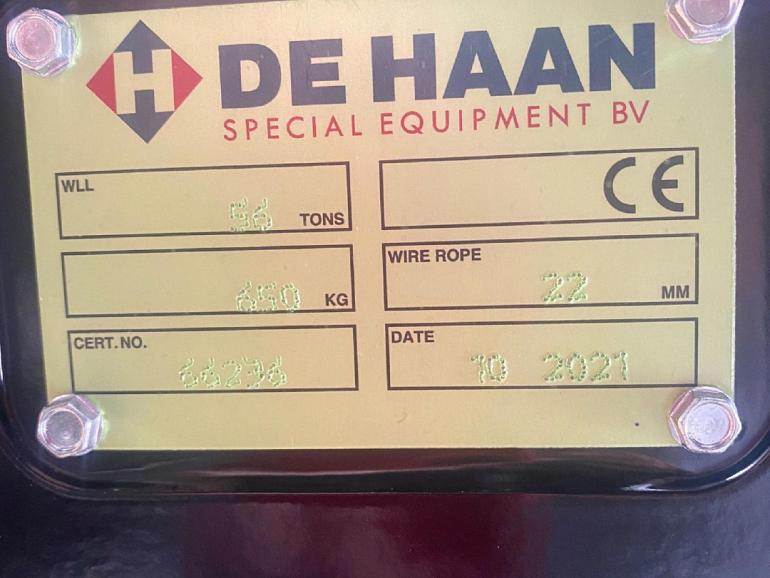 H DE HAAN
SPECIAL EQUIPMENT BV
WLL 56 TONS
CE
650 KG
WIRE ROPE 22 MM
CERT. NO. 66236
DATE 10 2021